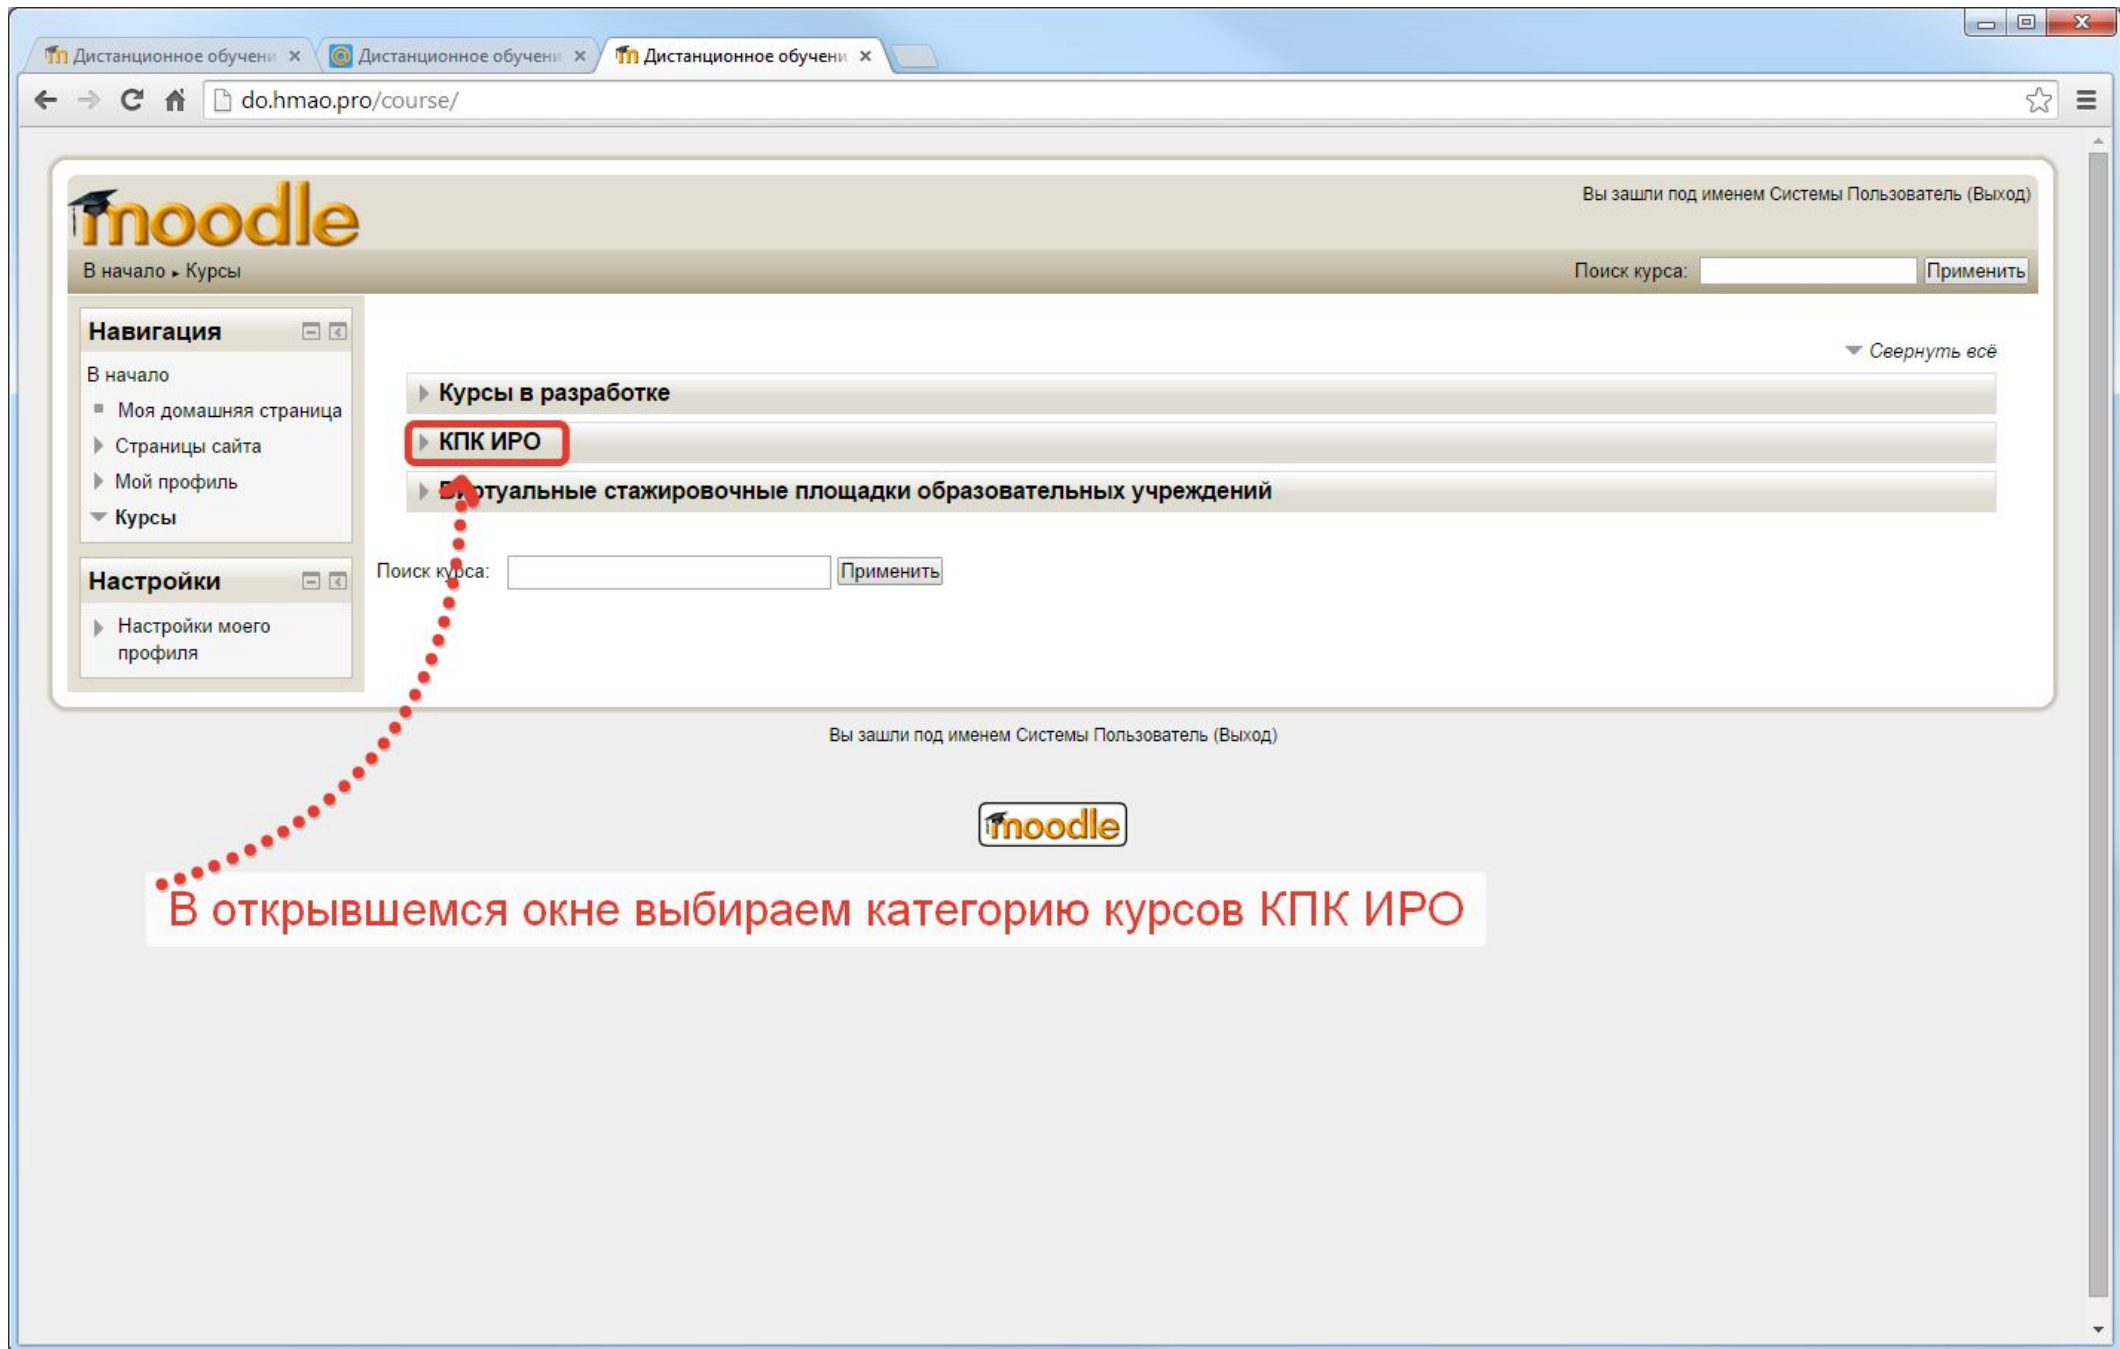 Дистанционное обучени
Дистанционное обучени
Дистанционное обучени
do.hmao.pro/course/
moodle
Вы зашли под именем Системы Пользователь (Выход)
В начало ▸ Курсы
Поиск курса:
Применить
Навигация
В начало
Моя домашняя страница
Страницы сайта
Мой профиль
Курсы
Настройки
Настройки моего
профиля
Свернуть всё
Курсы в разработке
КПК ИРО
Виртуальные стажировочные площадки образовательных учреждений
Поиск курса:
Применить
Вы зашли под именем Системы Пользователь (Выход)
moodle
В открывшемся окне выбираем категорию курсов КПК ИРО